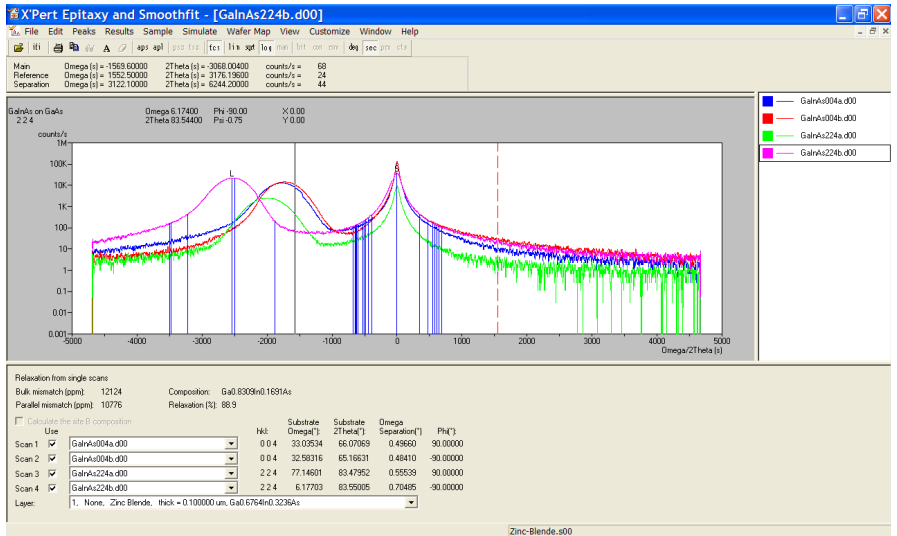 X'Pert Epitaxy and Smoothfit - [GaInAs224b.d00]
File Edit Peaks Results Sample Simulate Wafer Map View Customize Window Help
A aps apl fcs lin sqt log deg sec
Main Omega (s) = -1569.60000 2Theta (s) = -3068.00400 counts/s = 68
Reference Omega (s) = 1552.50000 2Theta (s) = 3176.19600 counts/s = 24
Separation Omega (s) = 3122.10000 2Theta (s) = 6244.20000 counts/s = 44
GaInAs on GaAs Omega 6.17400 Phi -90.00 X 0.00
2 2 4 2Theta 83.54400 Psi -0.75 Y 0.00
counts/s
1M
100K
10K
1K
100
10
1
0.1
0.01
0.001
L
S
-5000 -4000 -3000 -2000 -1000 0 1000 2000 3000 4000 5000
Omega/2Theta (s)
GaInAs004a.d00
GaInAs004b.d00
GaInAs224a.d00
GaInAs224b.d00
Relaxation from single scans
Bulk mismatch (ppm): 12124 Composition: Ga0.8309In0.1691As
Parallel mismatch (ppm): 10776 Relaxation (%): 88.9
Calculate the site B composition
Use hkl: Substrate Omega(°): Substrate 2Theta(°): Omega Separation(°) Phi(°):
Scan 1 GaInAs004a.d00 0 0 4 33.03534 66.07069 0.49660 90.00000
Scan 2 GaInAs004b.d00 0 0 4 32.58316 65.16631 0.48410 -90.00000
Scan 3 GaInAs224a.d00 2 2 4 77.14601 83.47952 0.55539 90.00000
Scan 4 GaInAs224b.d00 2 2 4 6.17703 83.55005 0.70485 -90.00000
Layer: 1, None, Zinc Blende, thick = 0.100000 um, Ga0.6764In0.3236As
Zinc-Blende.s00